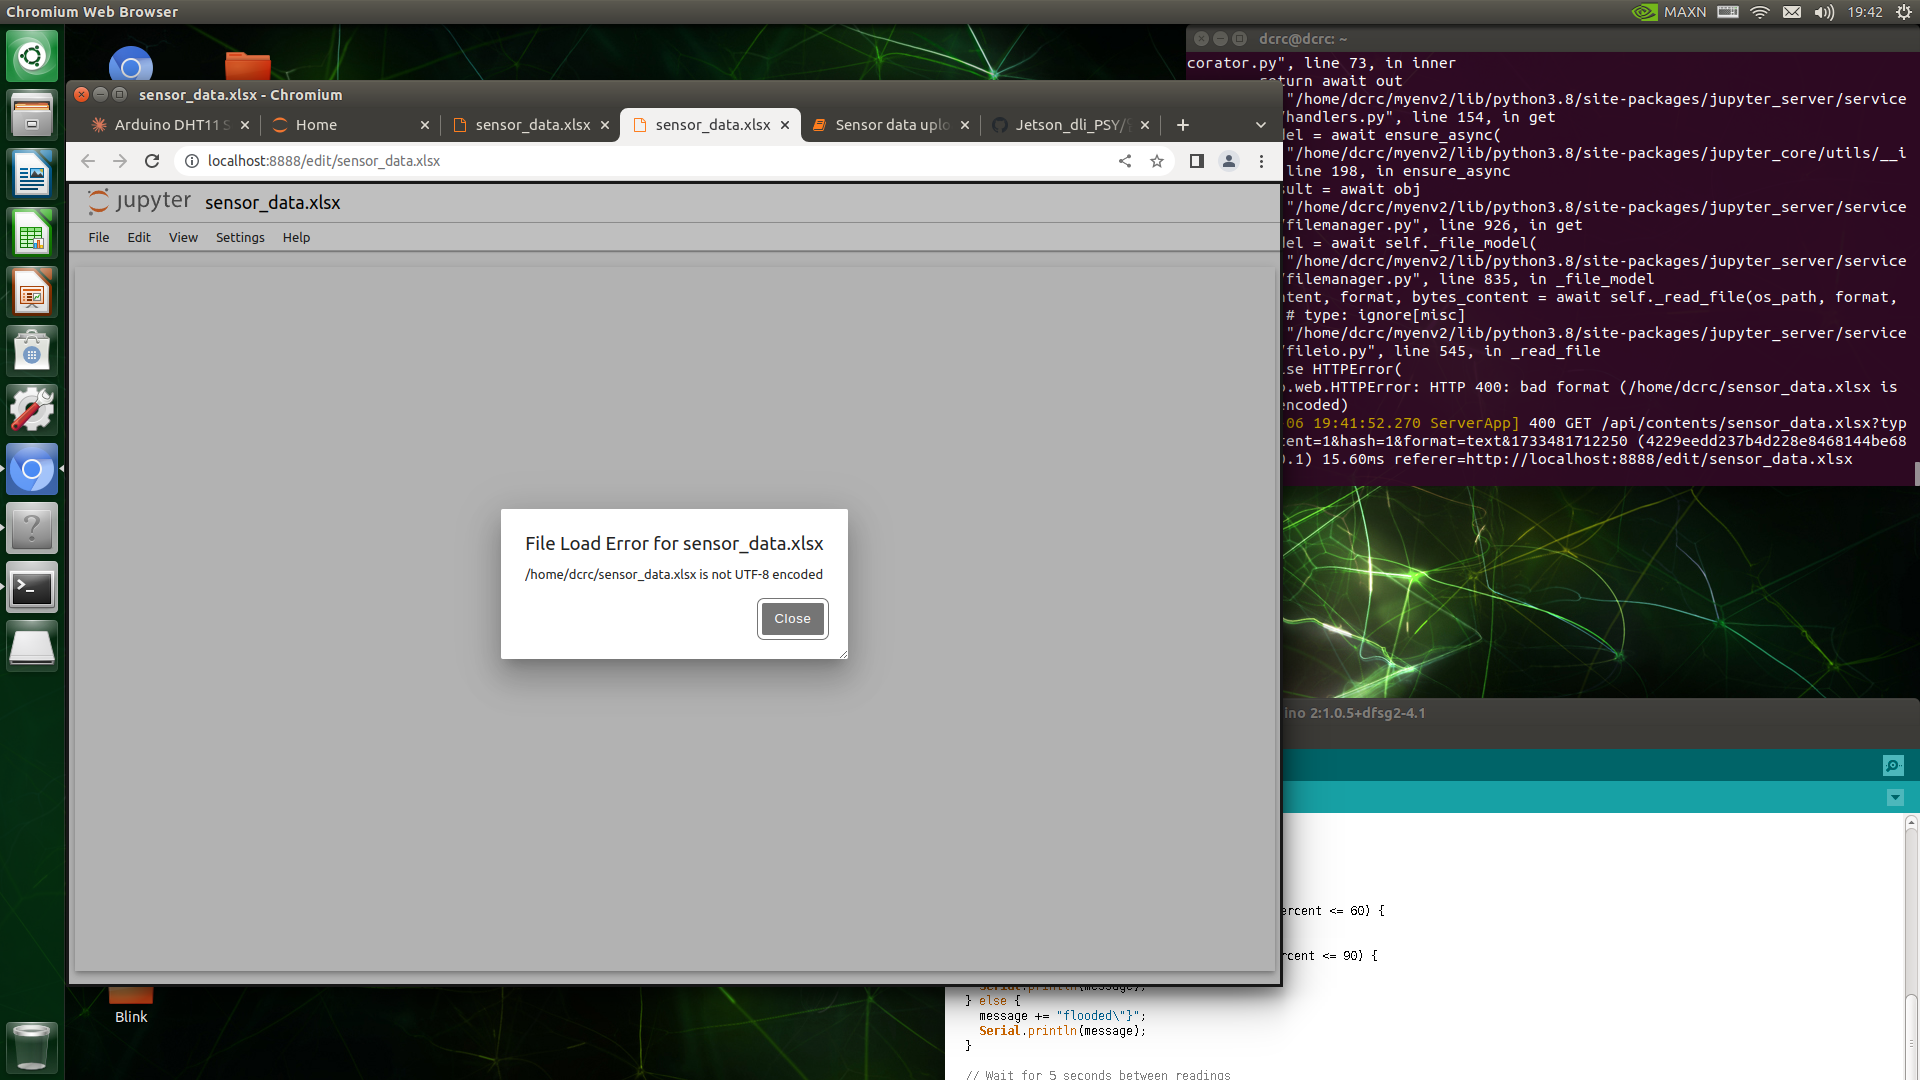 Chromium Web Browser
MAXN
19:42
dcrc@dcrc: ~
corator.py", line 73, in inner
return await out
"/home/dcrc/myenv2/lib/python3.8/site-packages/jupyter_server/service
/handlers.py", line 154, in get
el = await ensure_async(
"/home/dcrc/myenv2/lib/python3.8/site-packages/jupyter_core/utils/__i
line 198, in ensure_async
sult = await obj
"/home/dcrc/myenv2/lib/python3.8/site-packages/jupyter_server/service
/filemanager.py", line 926, in get
el = await self._file_model(
"/home/dcrc/myenv2/lib/python3.8/site-packages/jupyter_server/service
/filemanager.py", line 835, in _file_model
tent, format, bytes_content = await self._read_file(os_path, format,
# type: ignore[misc]
"/home/dcrc/myenv2/lib/python3.8/site-packages/jupyter_server/service
/fileio.py", line 545, in _read_file
se HTTPError(
.web.HTTPError: HTTP 400: bad format (/home/dcrc/sensor_data.xlsx is
encoded)
06 19:41:52.270 ServerApp] 400 GET /api/contents/sensor_data.xlsx?typ
ent=1&hash=1&format=text&1733481712250 (4229eedd237b4d228e8468144be68
.1) 15.60ms referer=http://localhost:8888/edit/sensor_data.xlsx
sensor_data.xlsx - Chromium
Arduino DHT11 S
Home
sensor_data.xlsx
sensor_data.xlsx
Sensor data uplo
Jetson_dli_PSY/
localhost:8888/edit/sensor_data.xlsx
jupyter sensor_data.xlsx
File Edit View Settings Help
File Load Error for sensor_data.xlsx
/home/dcrc/sensor_data.xlsx is not UTF-8 encoded
Close
ino 2:1.0.5+dfsg2-4.1
ercent <= 60) {
rcent <= 90) {
Serial.println(message);
} else {
message += "flooded\"}";
Serial.println(message);
}
// Wait for 5 seconds between readings
Blink